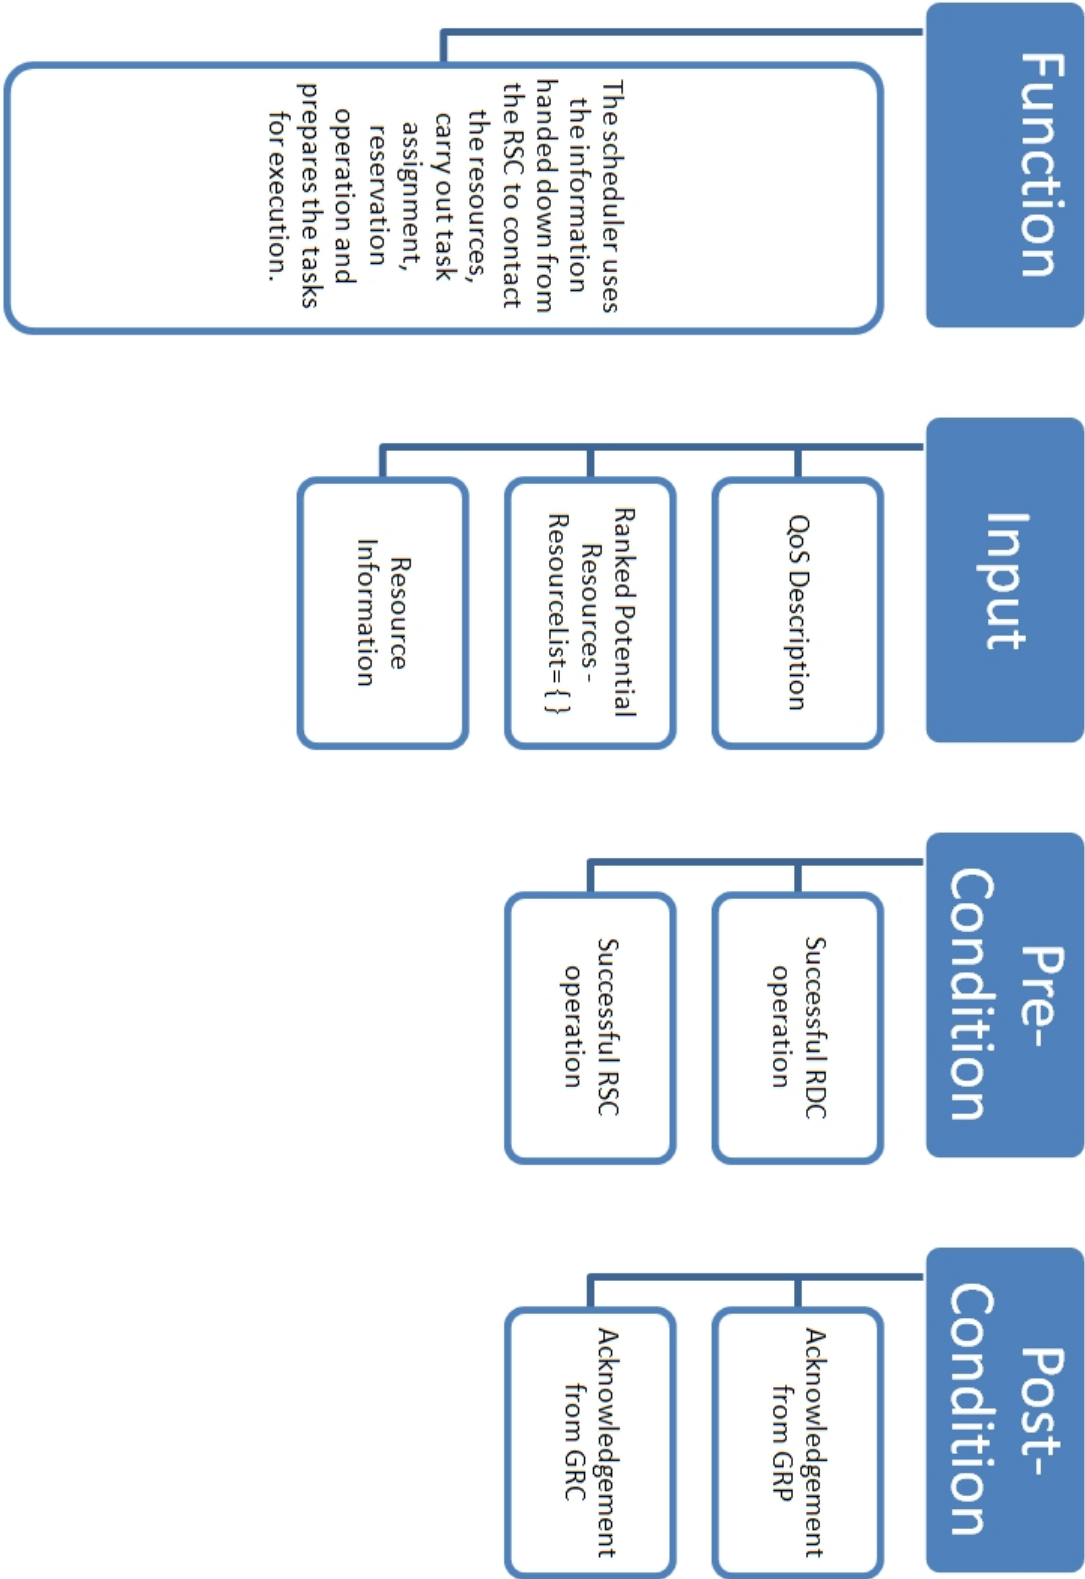 Function
The scheduler uses
the information
handed down from
the RSC to contact
the resources,
carry out task
assignment,
reservation
operation and
prepares the tasks
for execution.
Input
QoS Description
Ranked Potential
Resources -
ResourceList= { }
Resource
Information
Pre-
Condition
Successful RDC
operation
Successful RSC
operation
Post-
Condition
Acknowledgement
from GRP
Acknowledgement
from GRC